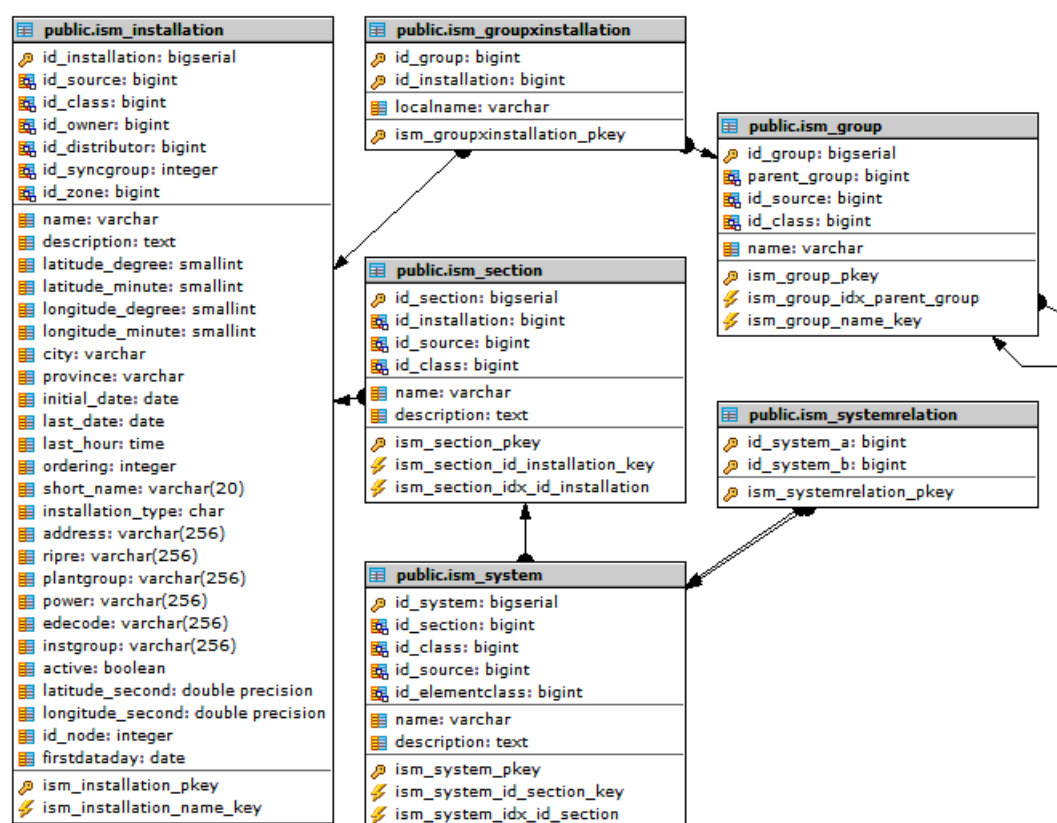 public.ism_installation
id_installation: bigserial
id_source: bigint
id_class: bigint
id_owner: bigint
id_distributor: bigint
id_syncgroup: integer
id_zone: bigint
name: varchar
description: text
latitude_degree: smallint
latitude_minute: smallint
longitude_degree: smallint
longitude_minute: smallint
city: varchar
province: varchar
initial_date: date
last_date: date
last_hour: time
ordering: integer
short_name: varchar(20)
installation_type: char
address: varchar(256)
ripre: varchar(256)
plantgroup: varchar(256)
power: varchar(256)
edecode: varchar(256)
instgroup: varchar(256)
active: boolean
latitude_second: double precision
longitude_second: double precision
id_node: integer
firstdataday: date
ism_installation_pkey
ism_installation_name_key
public.ism_groupxinstallation
id_group: bigint
id_installation: bigint
localname: varchar
ism_groupxinstallation_pkey
public.ism_group
id_group: bigserial
parent_group: bigint
id_source: bigint
id_class: bigint
name: varchar
ism_group_pkey
ism_group_idx_parent_group
ism_group_name_key
public.ism_section
id_section: bigserial
id_installation: bigint
id_source: bigint
id_class: bigint
name: varchar
description: text
ism_section_pkey
ism_section_id_installation_key
ism_section_idx_id_installation
public.ism_systemrelation
id_system_a: bigint
id_system_b: bigint
ism_systemrelation_pkey
public.ism_system
id_system: bigserial
id_section: bigint
id_class: bigint
id_source: bigint
id_elementclass: bigint
name: varchar
description: text
ism_system_pkey
ism_system_id_section_key
ism_system_idx_id_section